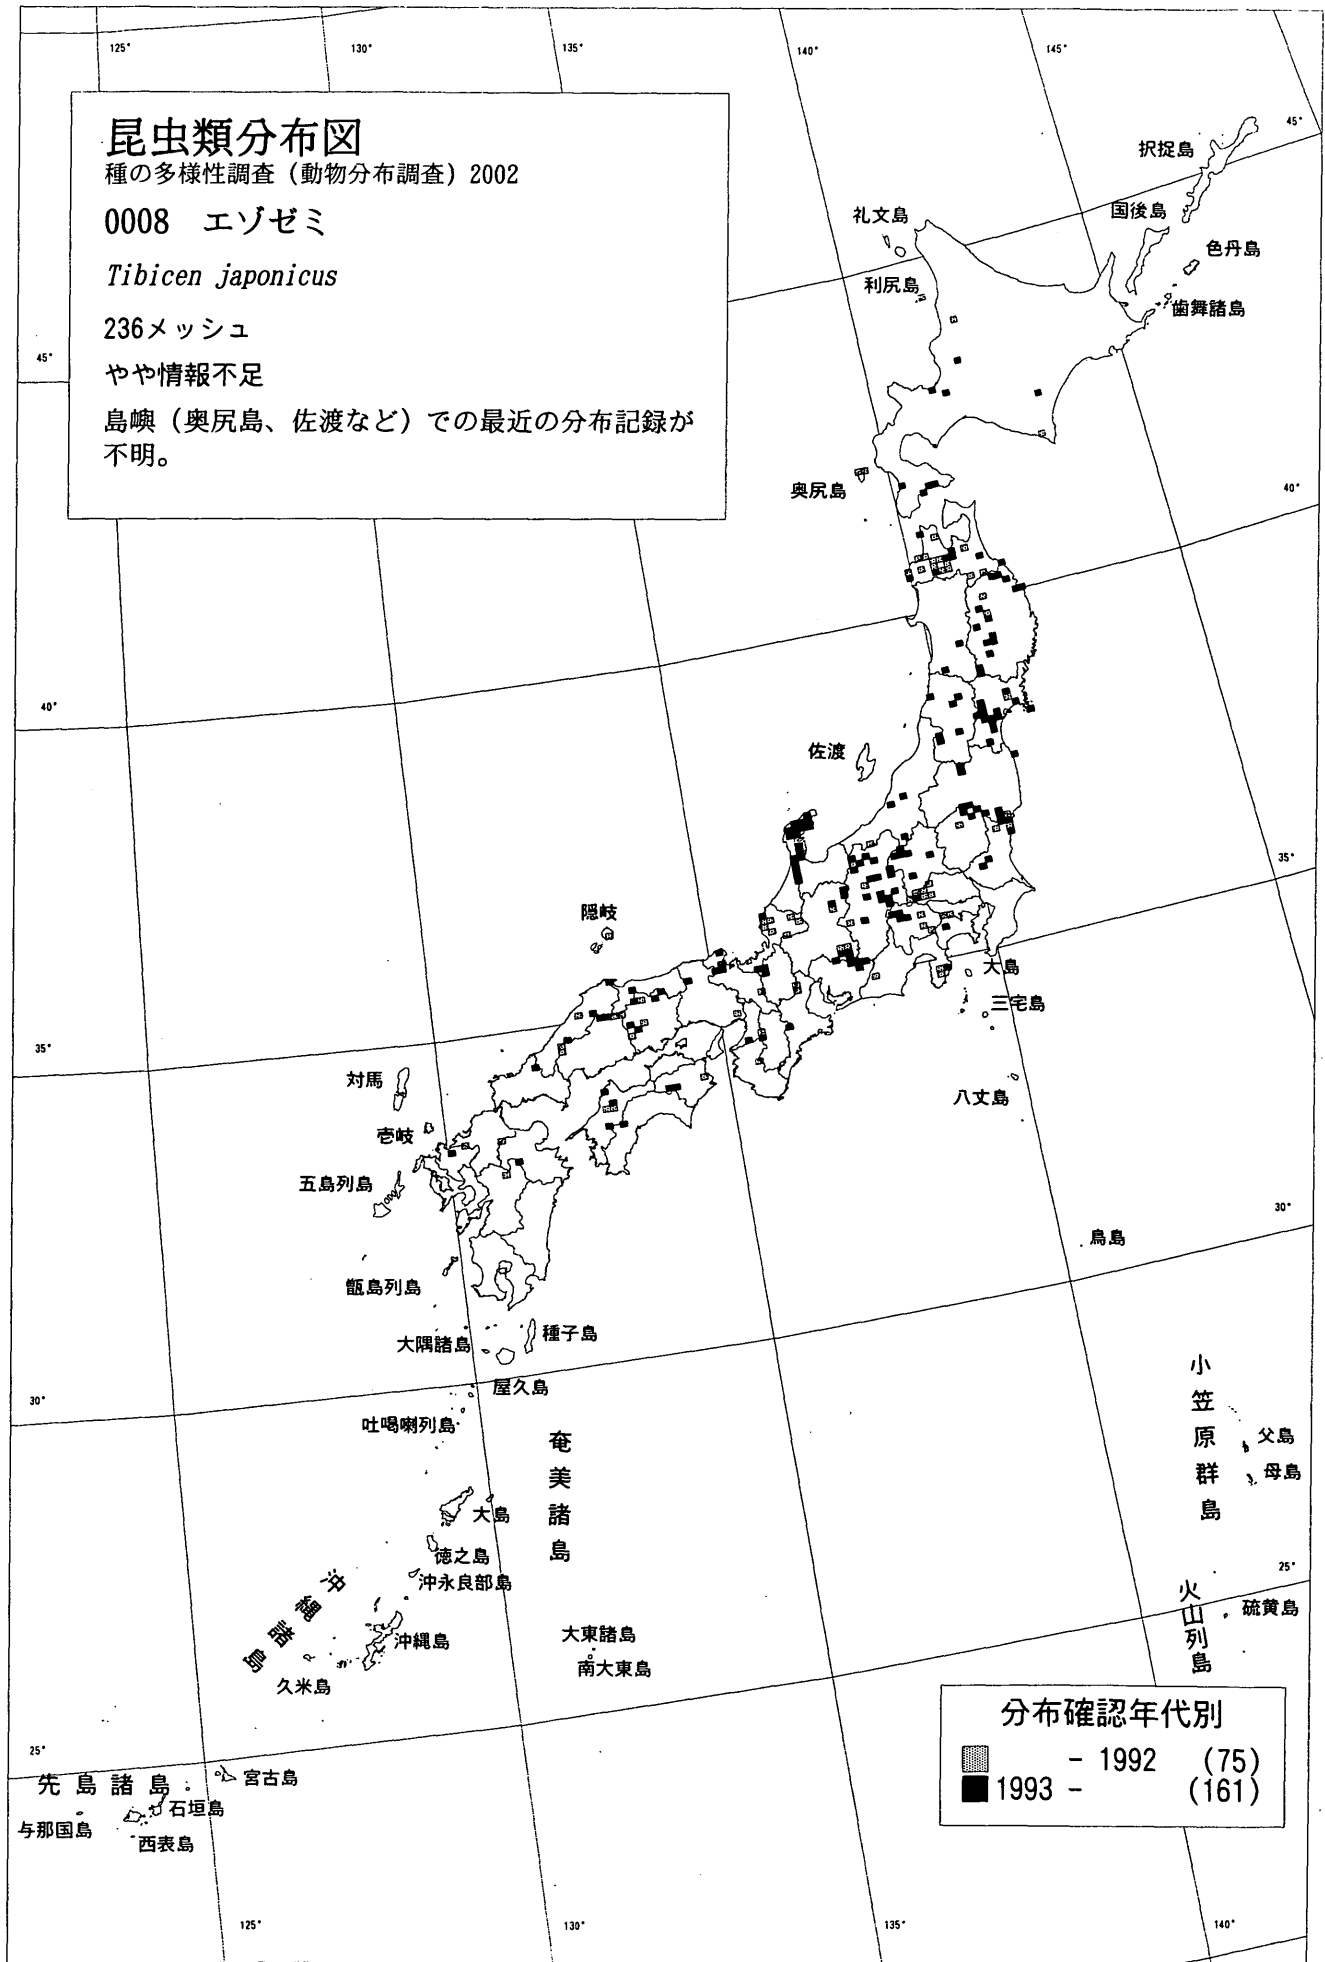 125°
130°
135°
140°
145°
昆虫類分布図
種の多様性調査（動物分布調査）2002
0008　エゾゼミ
Tibicen japonicus
236メッシュ
やや情報不足
島嶼（奥尻島、佐渡など）での最近の分布記録が
不明。
45°
択捉島
国後島
礼文島
色丹島
利尻島
歯舞諸島
45°
奥尻島
40°
40°
佐渡
35°
隠岐
大島
三宅島
35°
対馬
八丈島
壱岐
五島列島
30°
鳥島
甑島列島
種子島
大隅諸島
小笠原群島
屋久島
30°
吐喝喇列島
奄美諸島
父島
母島
大島
徳之島
沖永良部島
25°
沖縄諸島
火山列島
硫黄島
大東諸島
沖縄島
南大東島
久米島
分布確認年代別
- 1992 (75)
1993 - (161)
25°
先島諸島
宮古島
石垣島
与那国島
西表島
125°
130°
135°
140°